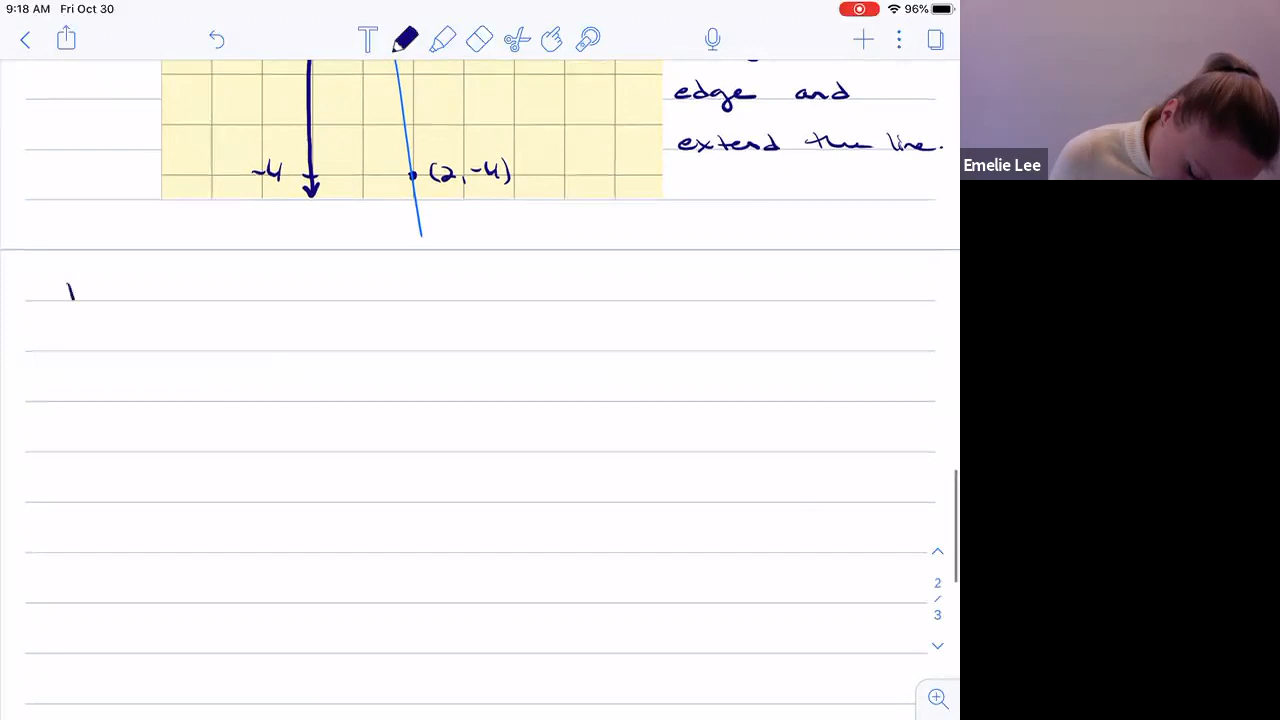 9:18 AM Fri Oct 30
96%
T
edge and
extend the line.
-4
(2,-4)
Emelie Lee
2
/
3